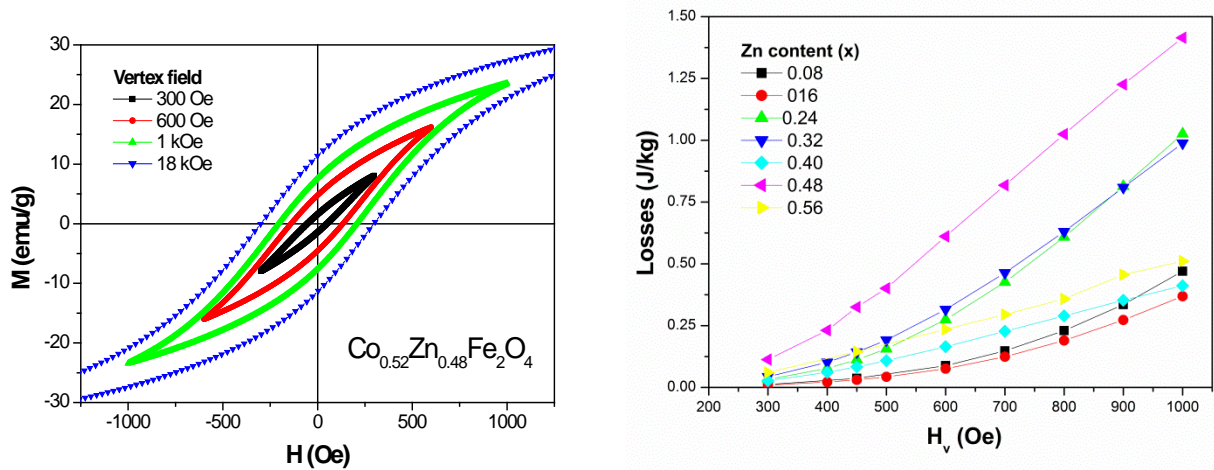 30
20
10
0
-10
-20
-30
M (emu/g)
Vertex field
300 Oe
600 Oe
1 kOe
18 kOe
Co0.52Zn0.48Fe2O4
-1000 -500 0 500 1000
H (Oe)
1.50
1.25
1.00
0.75
0.50
0.25
0.00
Losses (J/kg)
Zn content (x)
0.08
016
0.24
0.32
0.40
0.48
0.56
200 300 400 500 600 700 800 900 1000
Hv (Oe)